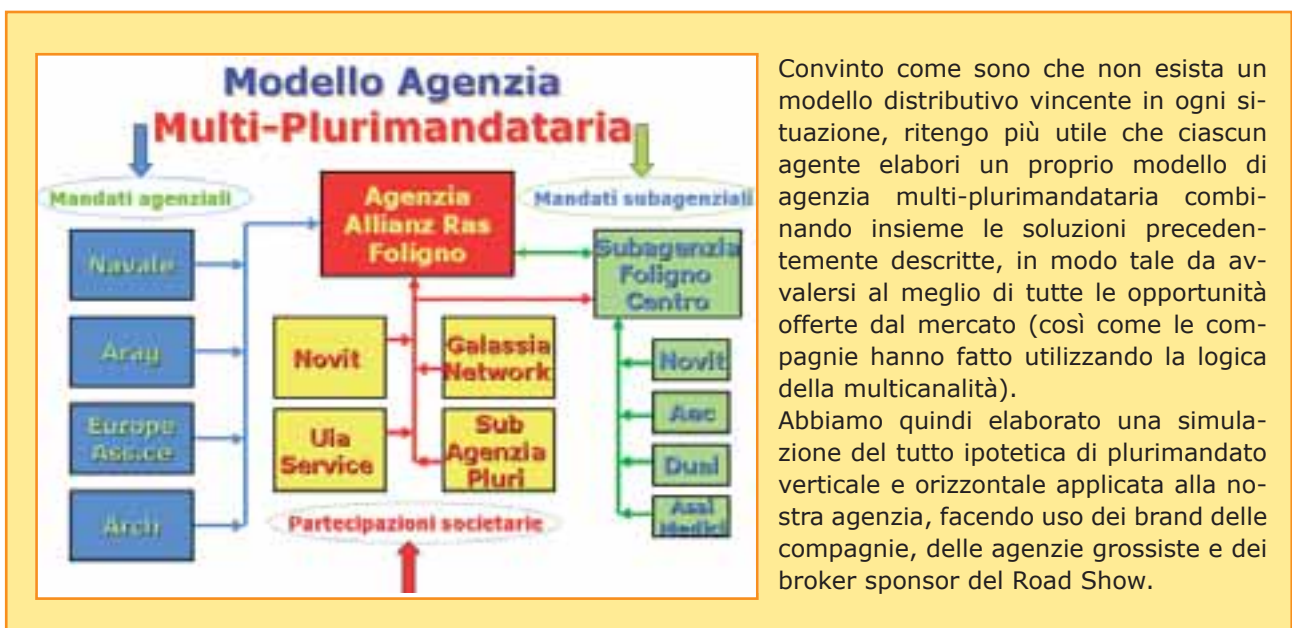 Modello Agenzia
Multi-Plurimandataria
Mandati agenziali
Agenzia
Allianz Ras
Foligno
Mandati subagenziali
Navale
Arag
Europe
Ass.ce
Arch
Novit
Galassia
Network
Uia
Service
Sub
Agenzia
Pluri
Partecipazioni societarie
Subagenzia
Foligno
Centro
Novit
Aec
Dual
Assi
Medici
Convinto come sono che non esista un
modello distributivo vincente in ogni si-
tuazione, ritengo più utile che ciascun
agente elabori un proprio modello di
agenzia multi-plurimandataria combi-
nando insieme le soluzioni preceden-
temente descritte, in modo tale da av-
valersi al meglio di tutte le opportunità
offerte dal mercato (così come le com-
pagnie hanno fatto utilizzando la logica
della multicanalità).
Abbiamo quindi elaborato una simula-
zione del tutto ipotetica di plurimandato
verticale e orizzontale applicata alla no-
stra agenzia, facendo uso dei brand delle
compagnie, delle agenzie grossiste e dei
broker sponsor del Road Show.